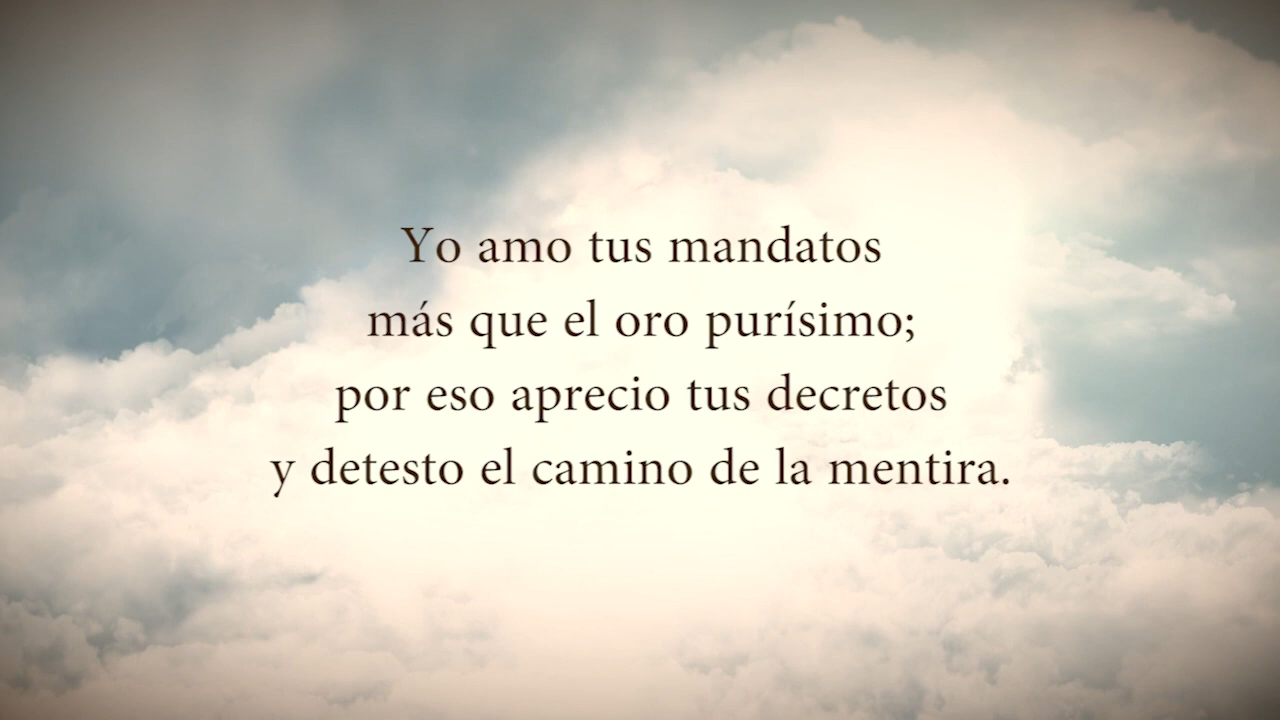 Yo amo tus mandatos
más que el oro purísimo;
por eso aprecio tus decretos
y detesto el camino de la mentira.